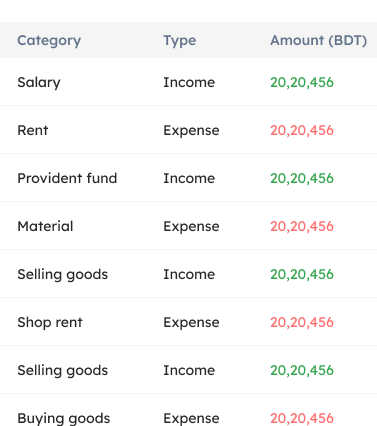 Category Type Amount (BDT)
Salary Income 20,20,456
Rent Expense 20,20,456
Provident fund Income 20,20,456
Material Expense 20,20,456
Selling goods Income 20,20,456
Shop rent Expense 20,20,456
Selling goods Income 20,20,456
Buying goods Expense 20,20,456